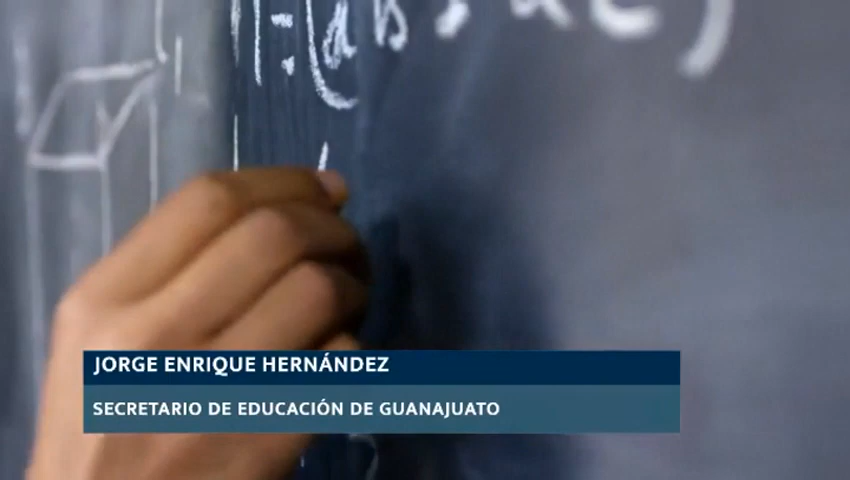 JORGE ENRIQUE HERNÁNDEZ
SECRETARIO DE EDUCACIÓN DE GUANAJUATO